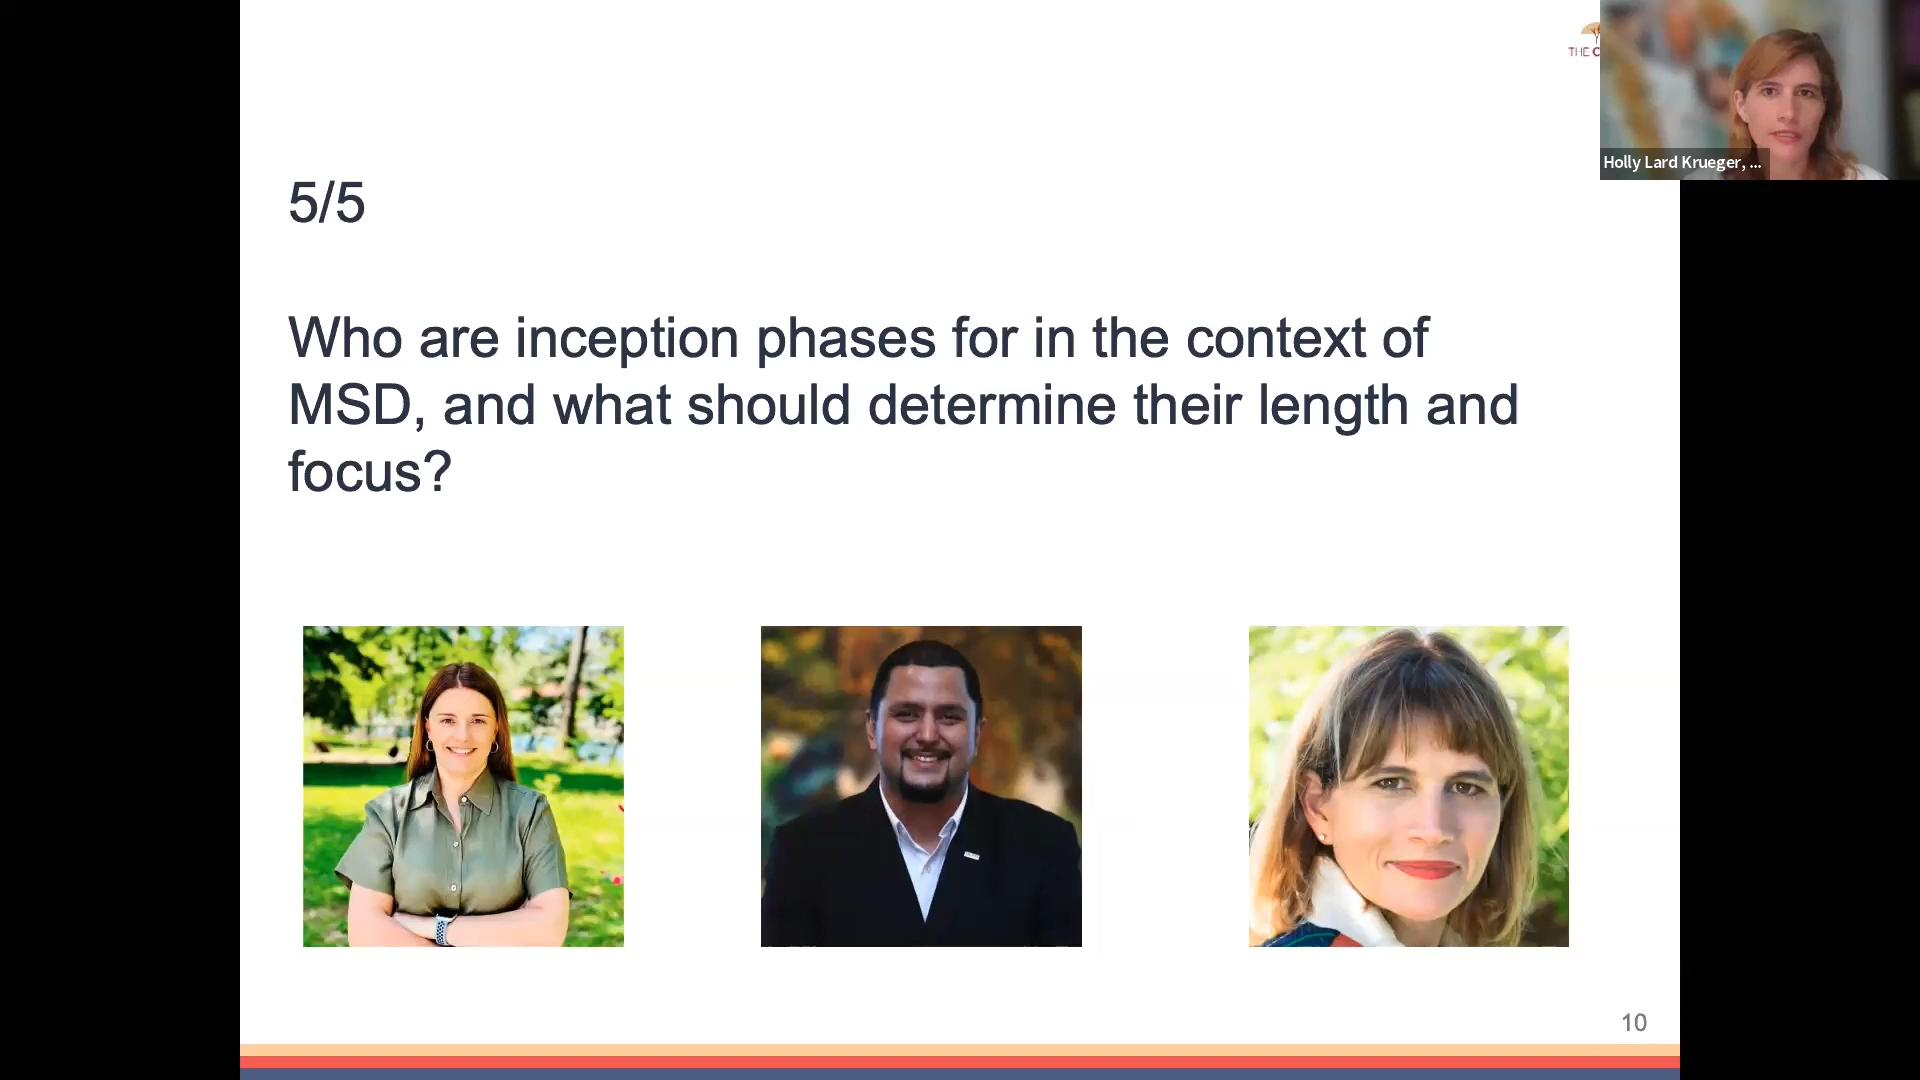 THE C
Holly Lard Krueger, ...
5/5
Who are inception phases for in the context of
MSD, and what should determine their length and
focus?
10